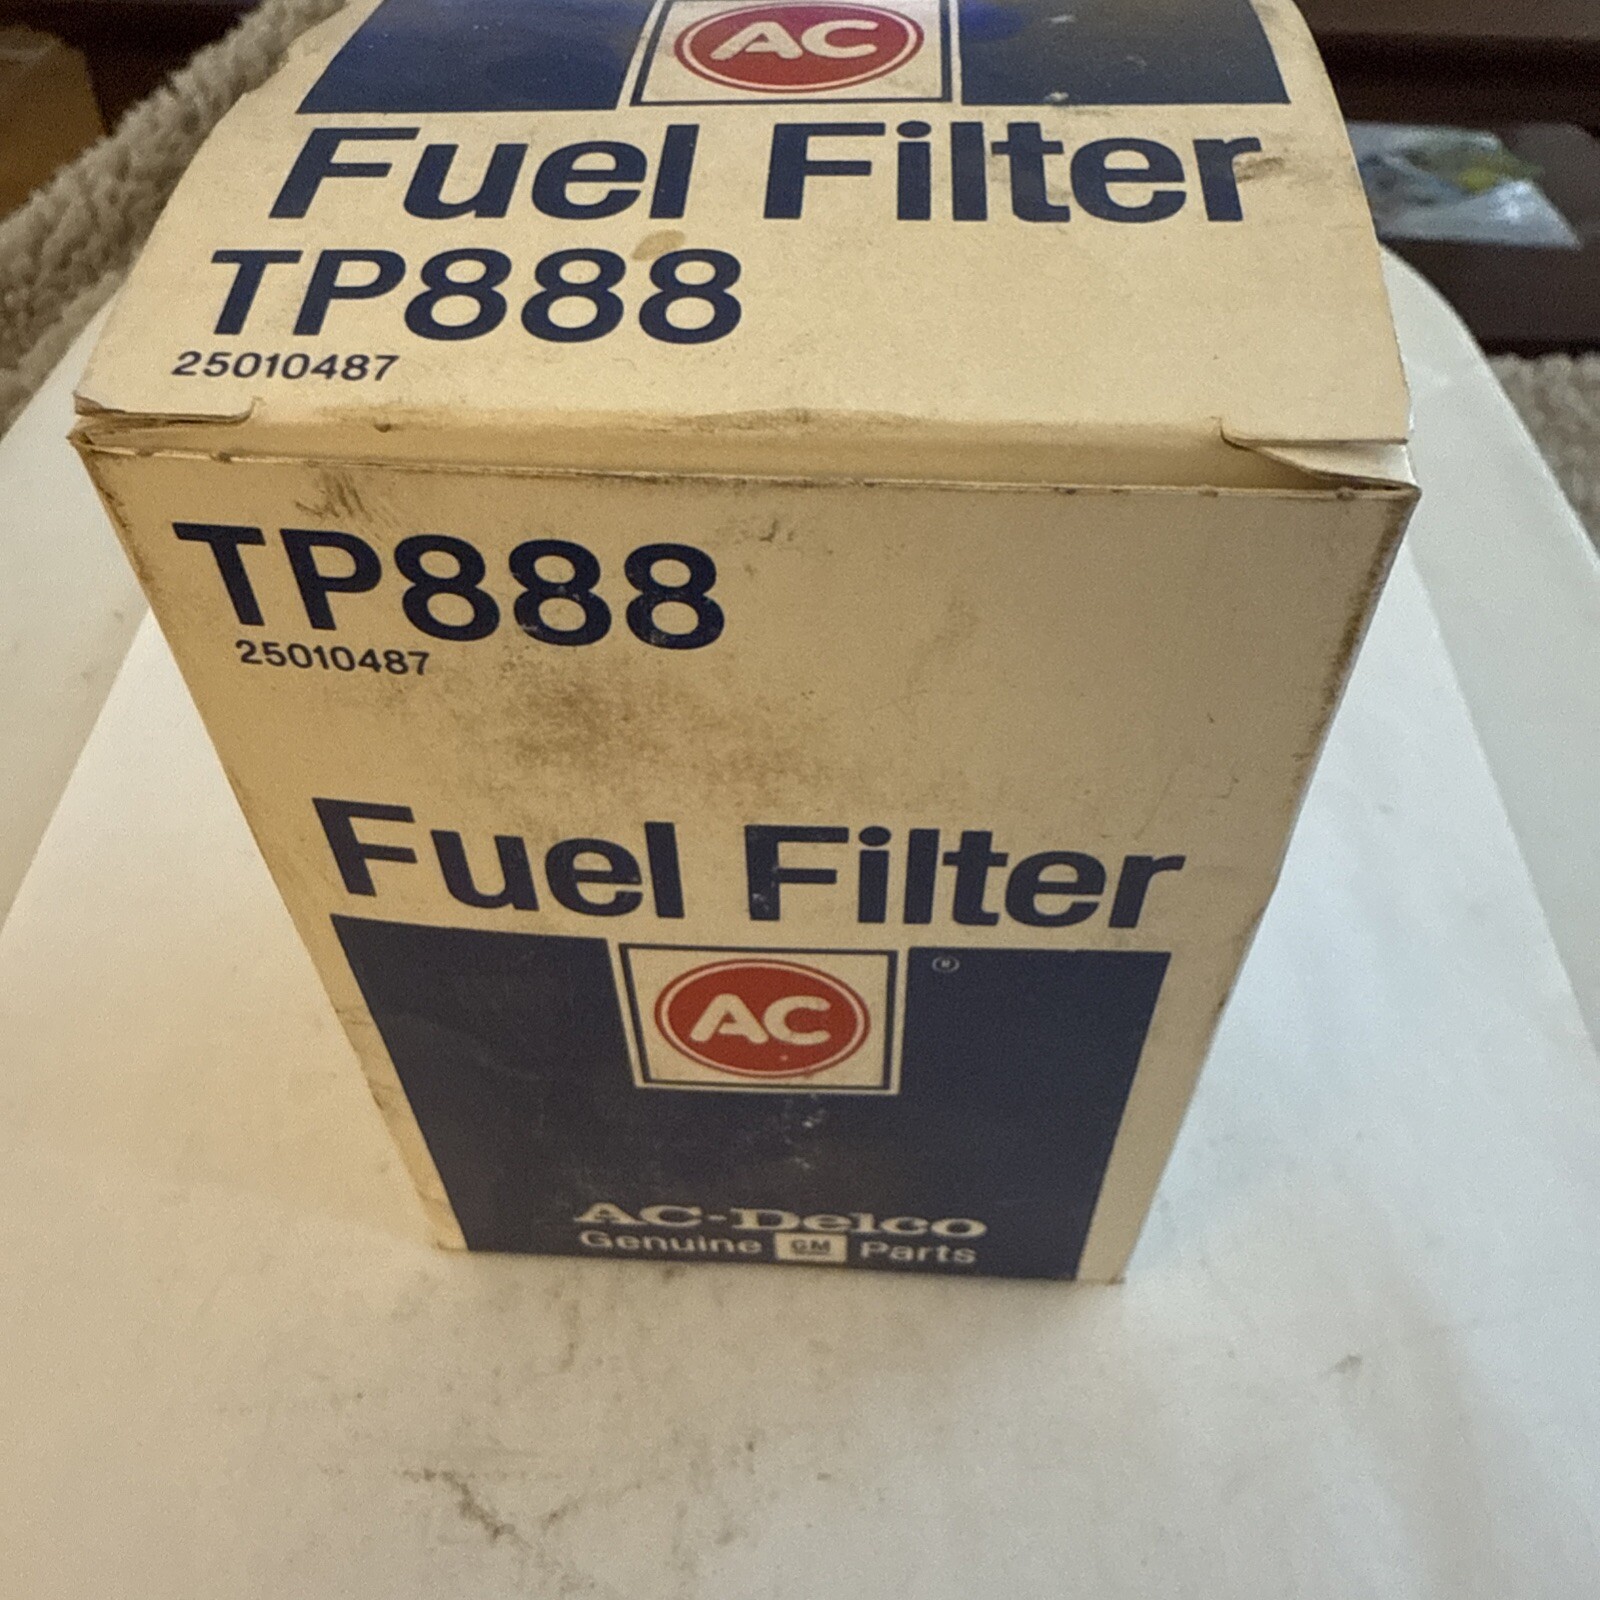 AC
Fuel Filter
TP888
25010487
TP888
25010487
Fuel Filter
AC ®
AC-Delco
Genuine GM Parts